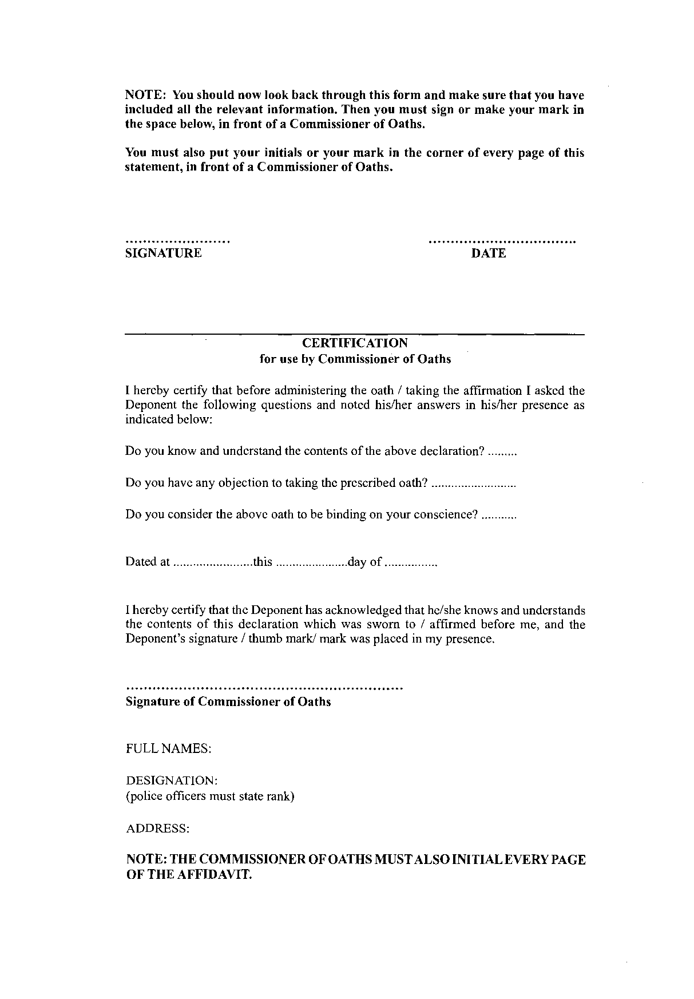 NOTE: You should now look back through this form and make sure that you have
included all the relevant information. Then you must sign or make your mark in
the space below, in front of a Commissioner of Oaths.
You must also put your initials or your mark in the corner of every page of this
statement, in front of a Commissioner of Oaths.
........................ ..................................
SIGNATURE DATE
CERTIFICATION
for use by Commissioner of Oaths
I hereby certify that before administering the oath / taking the affirmation I asked the
Deponent the following questions and noted his/her answers in his/her presence as
indicated below:
Do you know and understand the contents of the above declaration? .........
Do you have any objection to taking the prescribed oath? ..........................
Do you consider the above oath to be binding on your conscience? ...........
Dated at ........................this ......................day of ................
I hereby certify that the Deponent has acknowledged that he/she knows and understands
the contents of this declaration which was sworn to / affirmed before me, and the
Deponent's signature / thumb mark/ mark was placed in my presence.
................................................................
Signature of Commissioner of Oaths
FULL NAMES:
DESIGNATION:
(police officers must state rank)
ADDRESS:
NOTE: THE COMMISSIONER OF OATHS MUST ALSO INITIAL EVERY PAGE
OF THE AFFIDAVIT.